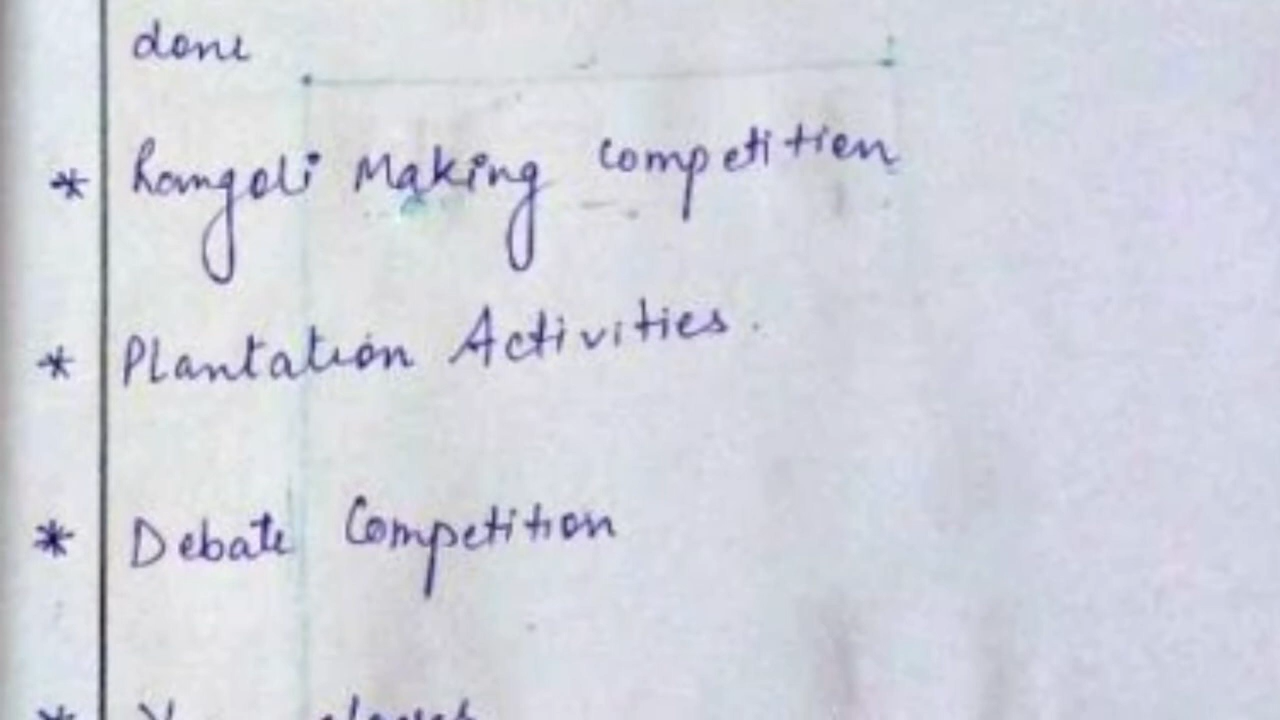 done
* Rangoli Making competition
* Plantation Activities.
* Debate Competition
*